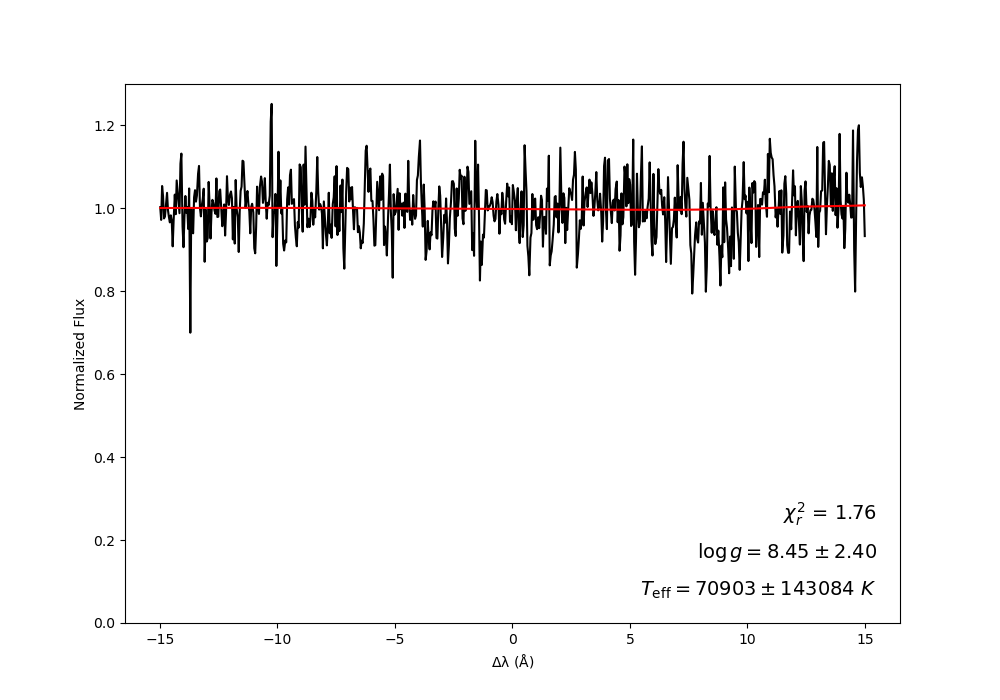 1.2
1.0
0.8
0.6
0.4
0.2
0.0
Normalized Flux
χ²ᵣ = 1.76
log g = 8.45 ± 2.40
T_eff = 70903 ± 143084 K
−15 −10 −5 0 5 10 15
Δλ (Å)